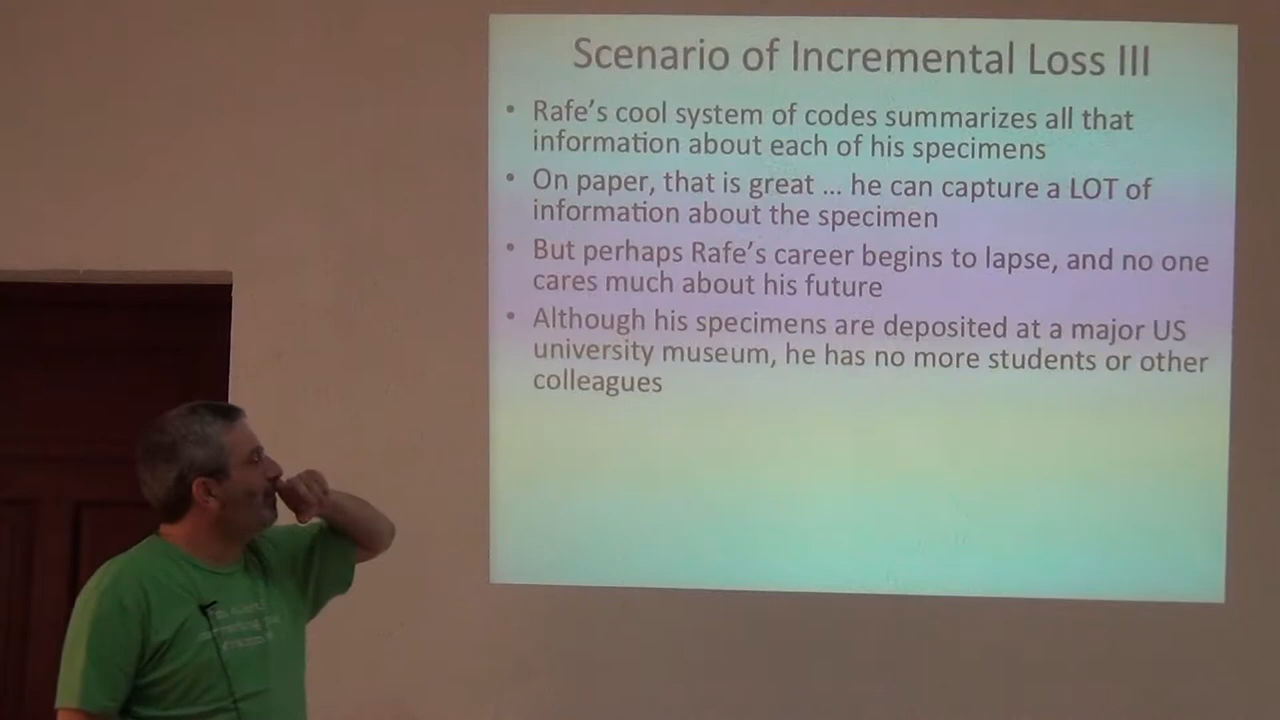 Scenario of Incremental Loss III
• Rafe's cool system of codes summarizes all that
information about each of his specimens
• On paper, that is great ... he can capture a LOT of
information about the specimen
• But perhaps Rafe's career begins to lapse, and no one
cares much about his future
• Although his specimens are deposited at a major US
university museum, he has no more students or other
colleagues